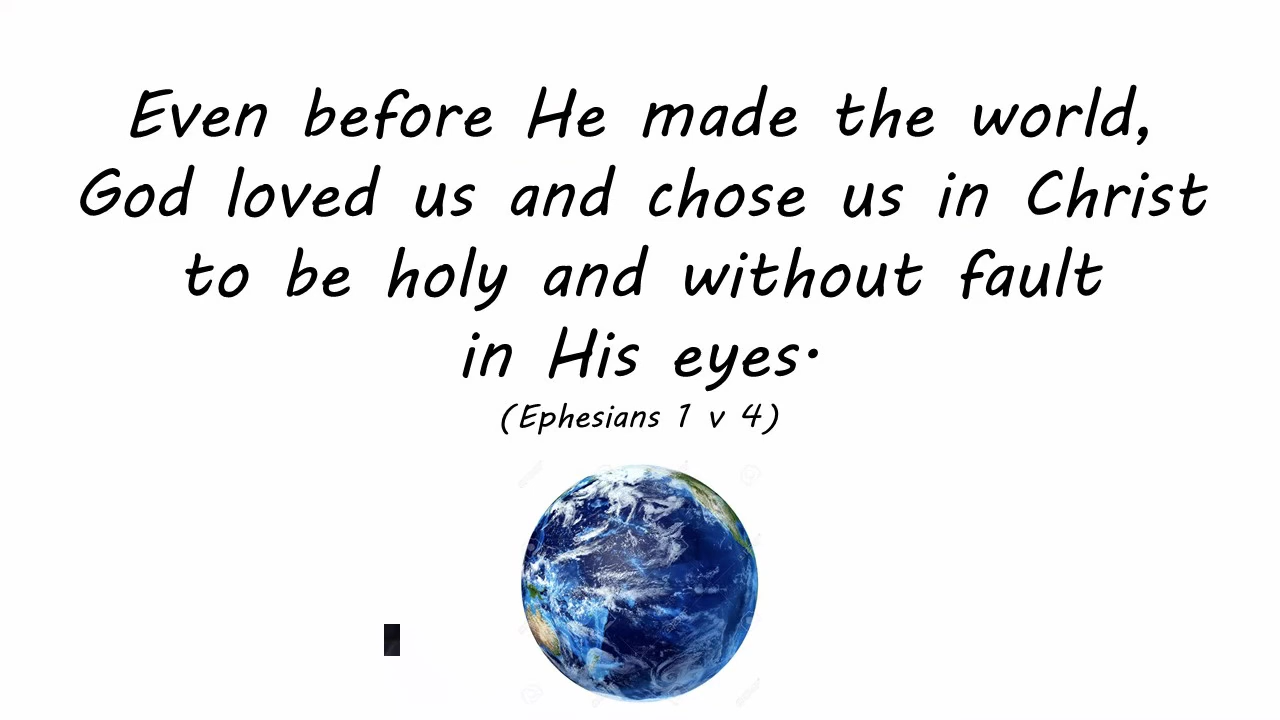 Even before He made the world,
God loved us and chose us in Christ
to be holy and without fault
in His eyes.
(Ephesians 1 v 4)